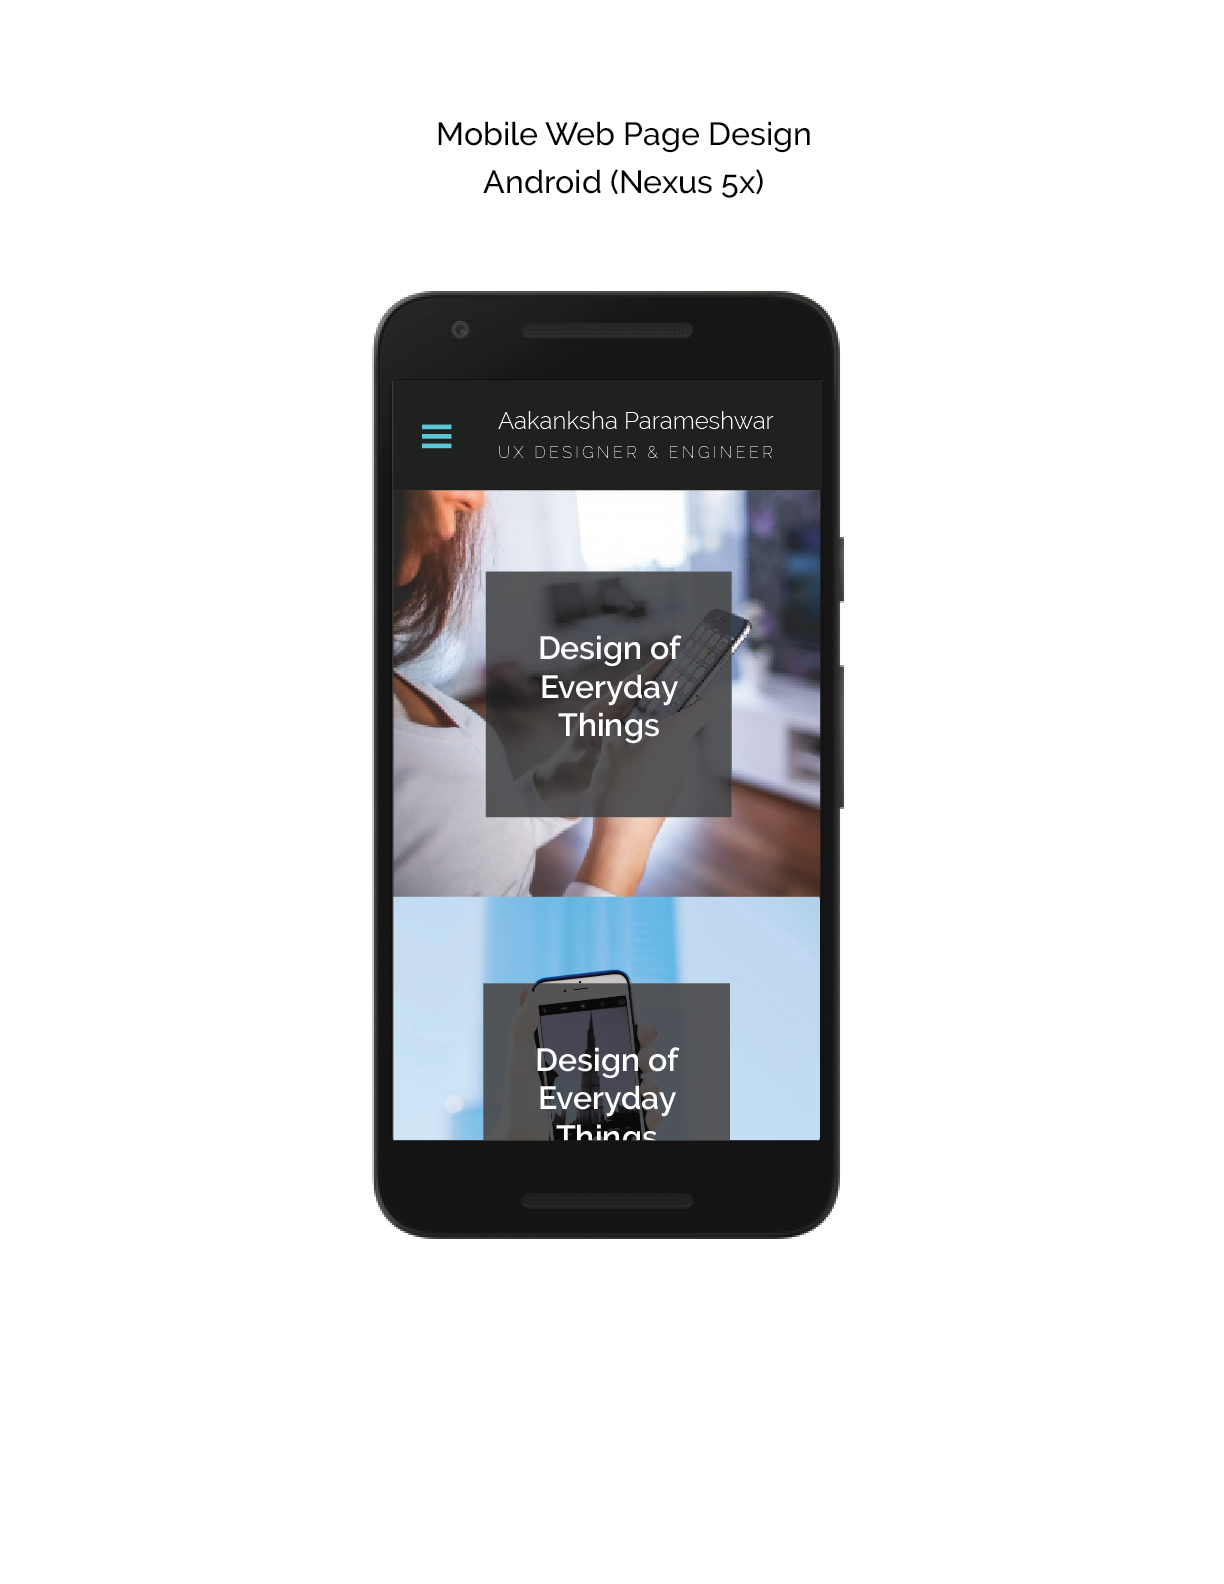 Mobile Web Page Design
Android (Nexus 5x)
Aakanksha Parameshwar
UX DESIGNER & ENGINEER
Design of
Everyday
Things
Design of
Everyday
Things